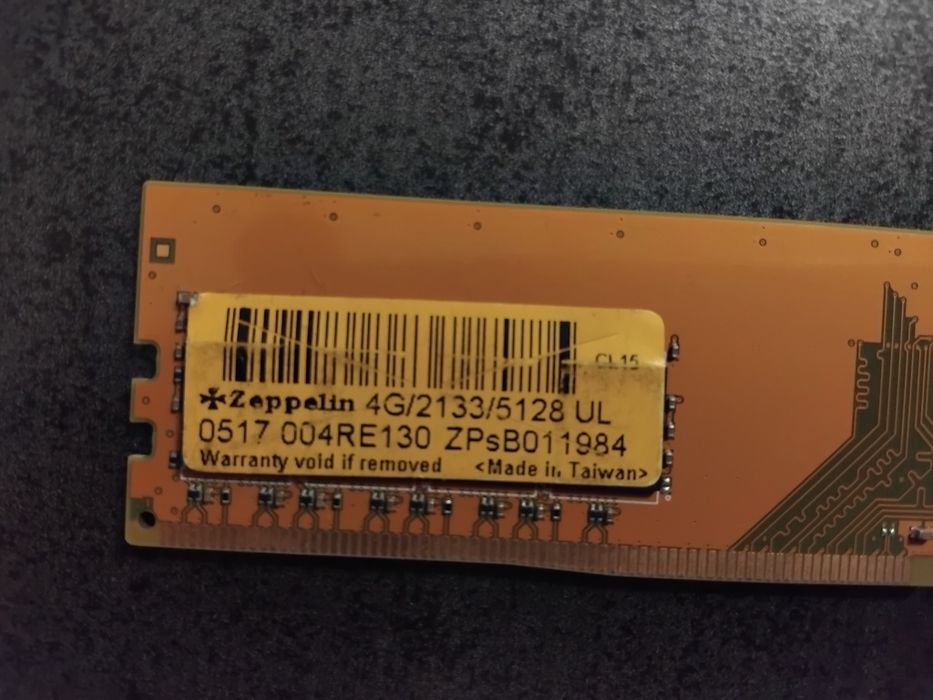 CL15
Zeppelin 4G/2133/5128 UL
0517 004RE130 ZPsB011984
Warranty void if removed <Made in Taiwan>